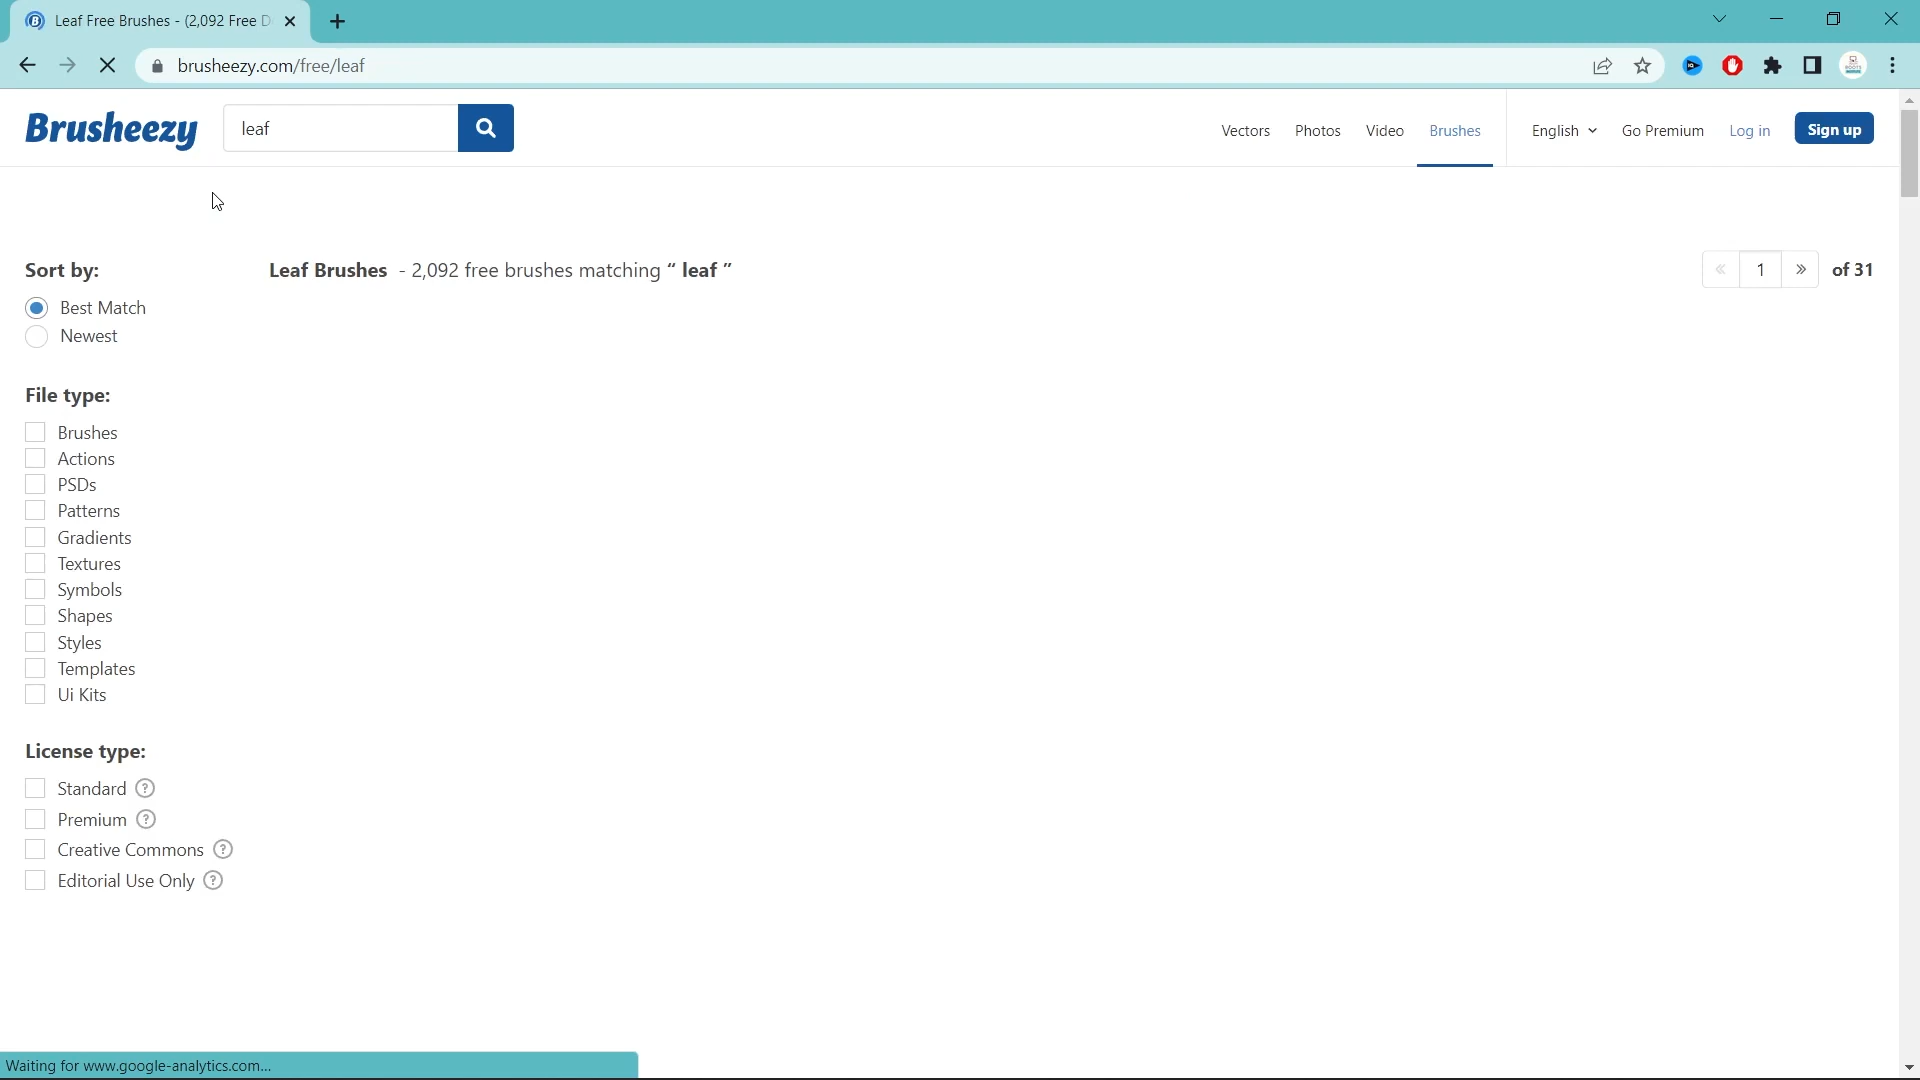 Leaf Free Brushes - (2,092 Free D
brusheezy.com/free/leaf
Brusheezy
leaf
Vectors
Photos
Video
Brushes
English
Go Premium
Log in
Sign up
Sort by:
Best Match
Newest
Leaf Brushes - 2,092 free brushes matching “ leaf ”
« 1 » of 31
File type:
Brushes
Actions
PSDs
Patterns
Gradients
Textures
Symbols
Shapes
Styles
Templates
Ui Kits
License type:
Standard ?
Premium ?
Creative Commons ?
Editorial Use Only ?
Waiting for www.google-analytics.com...